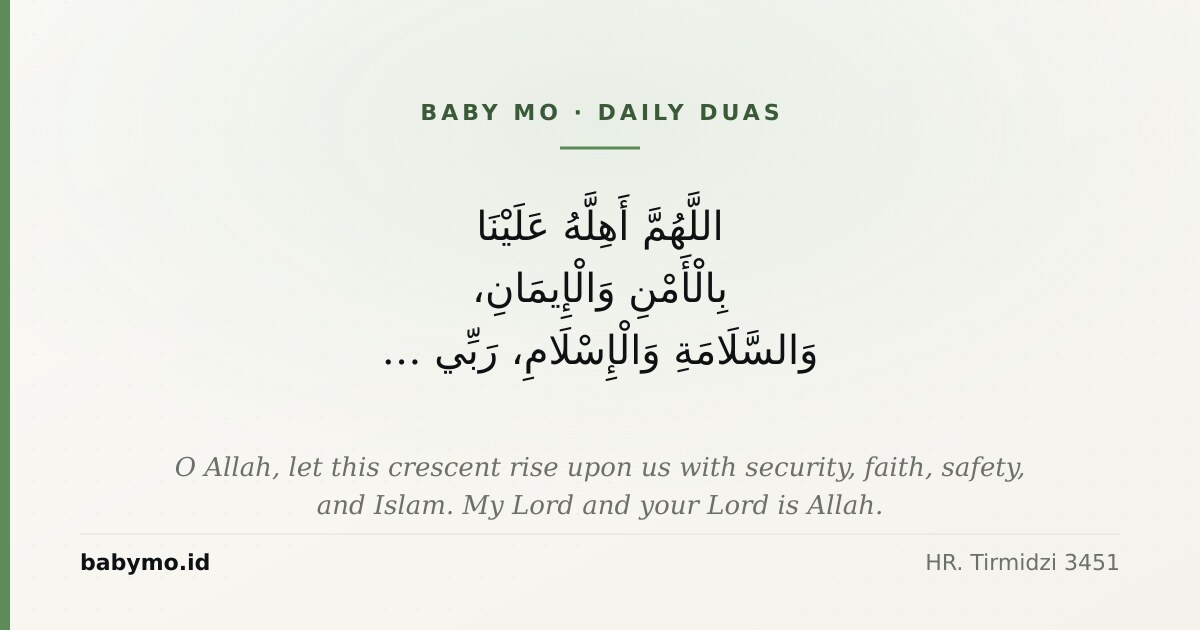 BABY MO · DAILY DUAS
اللَّهُمَّ أَهِلَّهُ عَلَيْنَا
بِالْأَمْنِ وَالْإِيمَانِ،
وَالسَّلَامَةِ وَالْإِسْلَامِ، رَبِّي ...
O Allah, let this crescent rise upon us with security, faith, safety,
and Islam. My Lord and your Lord is Allah.
babymo.id
HR. Tirmidzi 3451